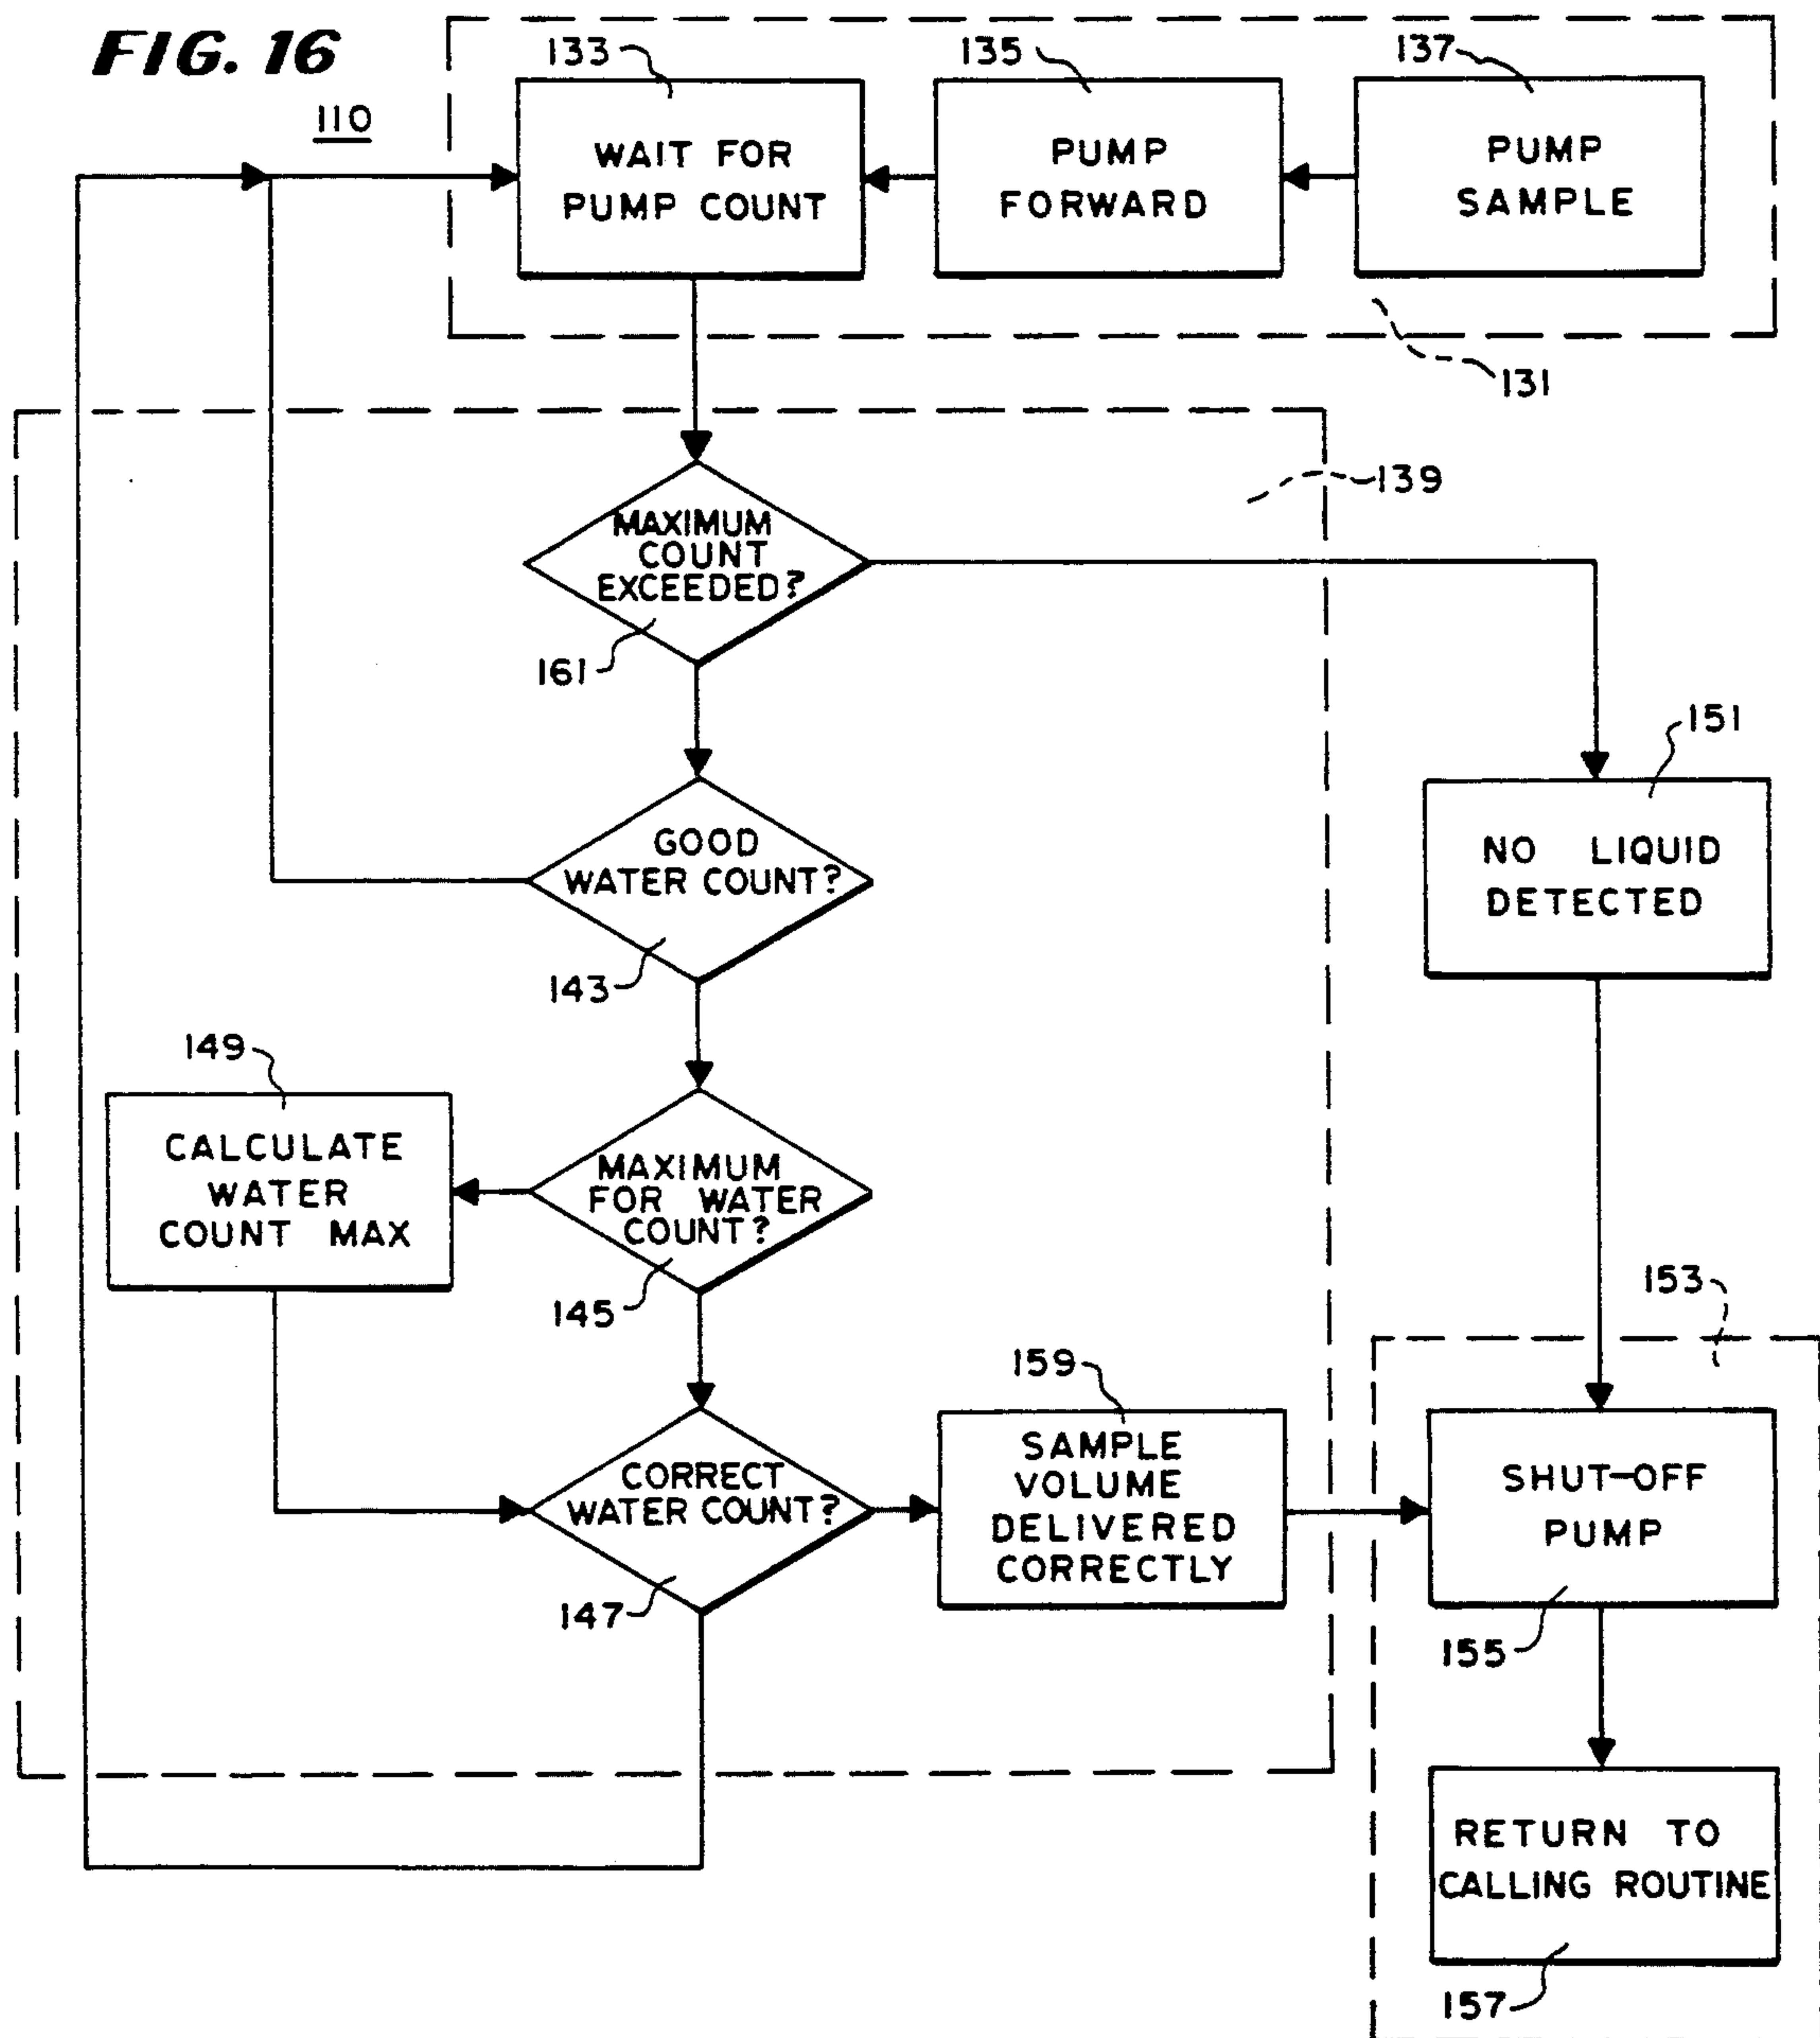 FIG. 16
110
133
135
137
WAIT FOR
PUMP COUNT
PUMP
FORWARD
PUMP
SAMPLE
131
139
MAXIMUM
COUNT
EXCEEDED?
161
151
GOOD
WATER COUNT?
NO LIQUID
DETECTED
143
149
CALCULATE
WATER
COUNT MAX
MAXIMUM
FOR WATER
COUNT?
145
153
159
CORRECT
WATER COUNT?
SAMPLE
VOLUME
DELIVERED
CORRECTLY
SHUT-OFF
PUMP
147
155
RETURN TO
CALLING ROUTINE
157